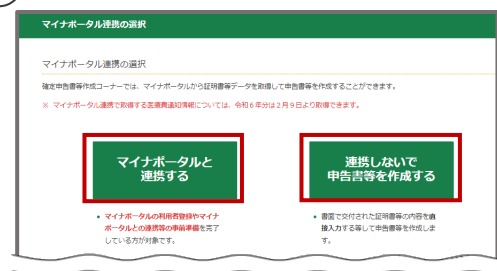 マイナポータル連携の選択
マイナポータル連携の選択
確定申告書等作成コーナーでは、マイナポータルから証明書等データを取得して申告書等を作成することができます。
※ マイナポータル連携で取得する医療費通知情報については、令和6年分は2月9日より取得できます。
マイナポータルと
連携する
連携しないで
申告書等を作成する
• マイナポータルの利用者登録やマイナ
ポータルとの連携等の事前準備を完了
している方が対象です。
• 書面で交付された証明書等の内容を直
接入力する等して申告書等を作成しま
す。